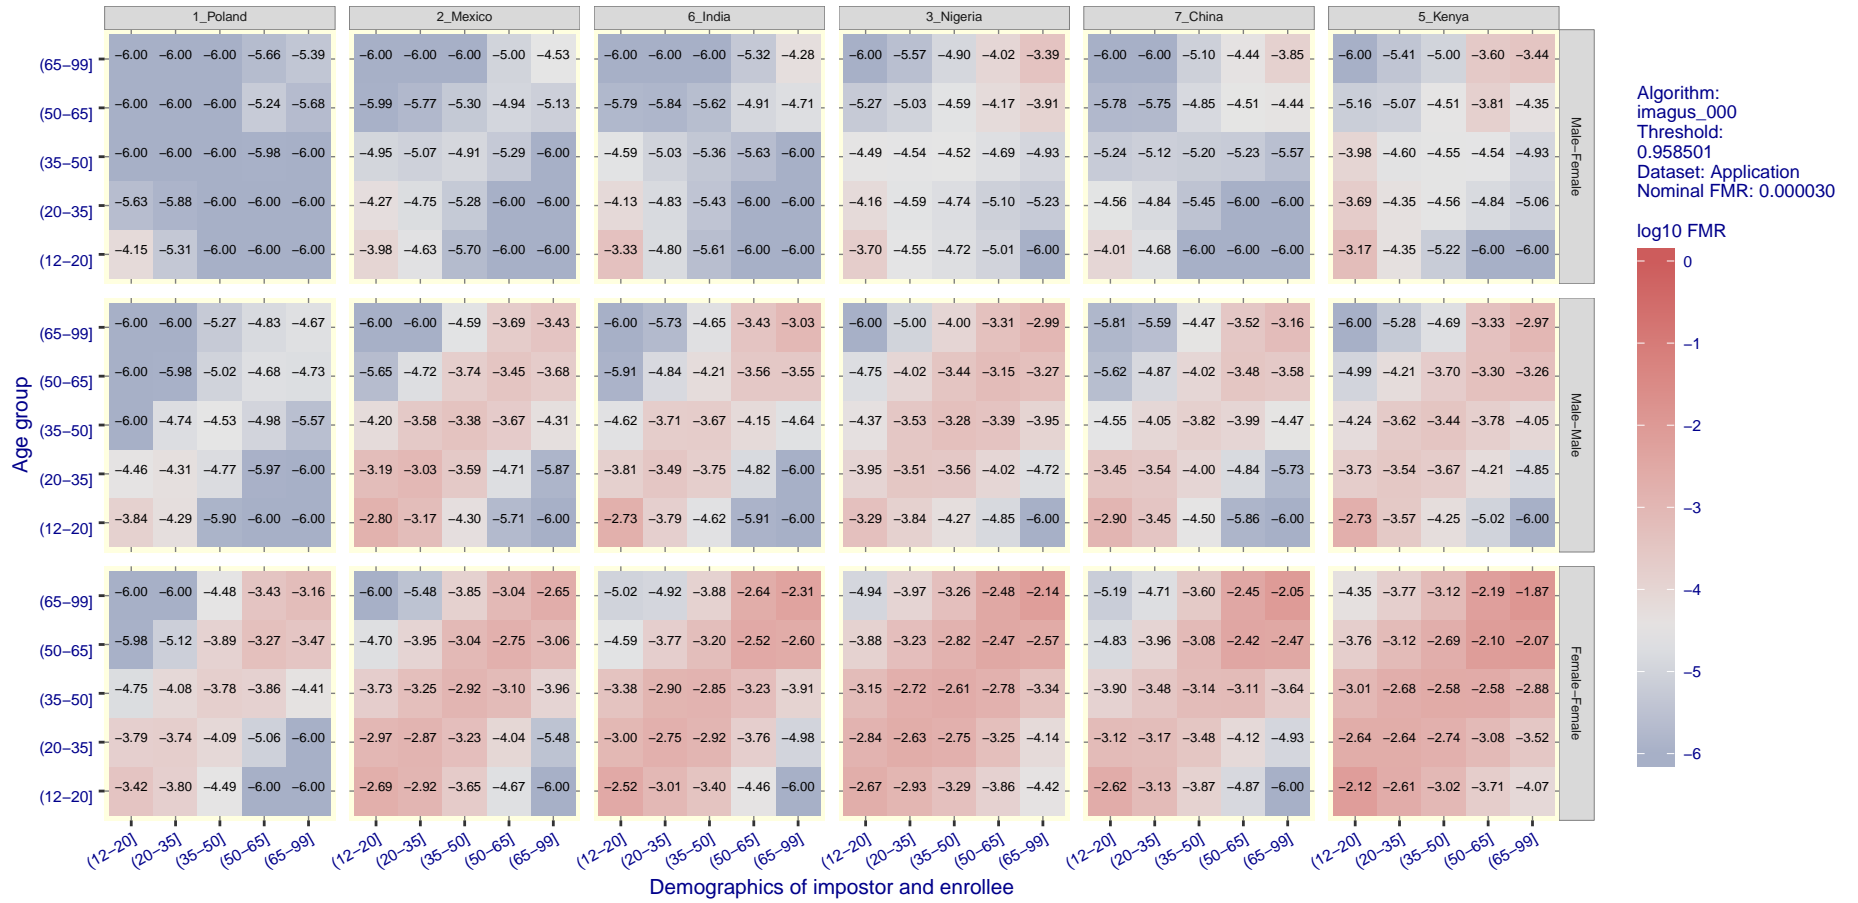 1_Poland 2_Mexico 6_India 3_Nigeria 7_China 5_Kenya
(65–99] −6.00 −6.00 −6.00 −5.66 −5.39 −6.00 −6.00 −6.00 −5.00 −4.53 −6.00 −6.00 −6.00 −5.32 −4.28 −6.00 −5.57 −4.90 −4.02 −3.39 −6.00 −6.00 −5.10 −4.44 −3.85 −6.00 −5.41 −5.00 −3.60 −3.44
(50–65] −6.00 −6.00 −6.00 −5.24 −5.68 −5.99 −5.77 −5.30 −4.94 −5.13 −5.79 −5.84 −5.62 −4.91 −4.71 −5.27 −5.03 −4.59 −4.17 −3.91 −5.78 −5.75 −4.85 −4.51 −4.44 −5.16 −5.07 −4.51 −3.81 −4.35
(35–50] −6.00 −6.00 −6.00 −5.98 −6.00 −4.95 −5.07 −4.91 −5.29 −6.00 −4.59 −5.03 −5.36 −5.63 −6.00 −4.49 −4.54 −4.52 −4.69 −4.93 −5.24 −5.12 −5.20 −5.23 −5.57 −3.98 −4.60 −4.55 −4.54 −4.93
(20–35] −5.63 −5.88 −6.00 −6.00 −6.00 −4.27 −4.75 −5.28 −6.00 −6.00 −4.13 −4.83 −5.43 −6.00 −6.00 −4.16 −4.59 −4.74 −5.10 −5.23 −4.56 −4.84 −5.45 −6.00 −6.00 −3.69 −4.35 −4.56 −4.84 −5.06
(12–20] −4.15 −5.31 −6.00 −6.00 −6.00 −3.98 −4.63 −5.70 −6.00 −6.00 −3.33 −4.80 −5.61 −6.00 −6.00 −3.70 −4.55 −4.72 −5.01 −6.00 −4.01 −4.68 −6.00 −6.00 −6.00 −3.17 −4.35 −5.22 −6.00 −6.00
Male−Female
(65–99] −6.00 −6.00 −5.27 −4.83 −4.67 −6.00 −6.00 −4.59 −3.69 −3.43 −6.00 −5.73 −4.65 −3.43 −3.03 −6.00 −5.00 −4.00 −3.31 −2.99 −5.81 −5.59 −4.47 −3.52 −3.16 −6.00 −5.28 −4.69 −3.33 −2.97
(50–65] −6.00 −5.98 −5.02 −4.68 −4.73 −5.65 −4.72 −3.74 −3.45 −3.68 −5.91 −4.84 −4.21 −3.56 −3.55 −4.75 −4.02 −3.44 −3.15 −3.27 −5.62 −4.87 −4.02 −3.48 −3.58 −4.99 −4.21 −3.70 −3.30 −3.26
(35–50] −6.00 −4.74 −4.53 −4.98 −5.57 −4.20 −3.58 −3.38 −3.67 −4.31 −4.62 −3.71 −3.67 −4.15 −4.64 −4.37 −3.53 −3.28 −3.39 −3.95 −4.55 −4.05 −3.82 −3.99 −4.47 −4.24 −3.62 −3.44 −3.78 −4.05
(20–35] −4.46 −4.31 −4.77 −5.97 −6.00 −3.19 −3.03 −3.59 −4.71 −5.87 −3.81 −3.49 −3.75 −4.82 −6.00 −3.95 −3.51 −3.56 −4.02 −4.72 −3.45 −3.54 −4.00 −4.84 −5.73 −3.73 −3.54 −3.67 −4.21 −4.85
(12–20] −3.84 −4.29 −5.90 −6.00 −6.00 −2.80 −3.17 −4.30 −5.71 −6.00 −2.73 −3.79 −4.62 −5.91 −6.00 −3.29 −3.84 −4.27 −4.85 −6.00 −2.90 −3.45 −4.50 −5.86 −6.00 −2.73 −3.57 −4.25 −5.02 −6.00
Male−Male
(65–99] −6.00 −6.00 −4.48 −3.43 −3.16 −6.00 −5.48 −3.85 −3.04 −2.65 −5.02 −4.92 −3.88 −2.64 −2.31 −4.94 −3.97 −3.26 −2.48 −2.14 −5.19 −4.71 −3.60 −2.45 −2.05 −4.35 −3.77 −3.12 −2.19 −1.87
(50–65] −5.98 −5.12 −3.89 −3.27 −3.47 −4.70 −3.95 −3.04 −2.75 −3.06 −4.59 −3.77 −3.20 −2.52 −2.60 −3.88 −3.23 −2.82 −2.47 −2.57 −4.83 −3.96 −3.08 −2.42 −2.47 −3.76 −3.12 −2.69 −2.10 −2.07
(35–50] −4.75 −4.08 −3.78 −3.86 −4.41 −3.73 −3.25 −2.92 −3.10 −3.96 −3.38 −2.90 −2.85 −3.23 −3.91 −3.15 −2.72 −2.61 −2.78 −3.34 −3.90 −3.48 −3.14 −3.11 −3.64 −3.01 −2.68 −2.58 −2.58 −2.88
(20–35] −3.79 −3.74 −4.09 −5.06 −6.00 −2.97 −2.87 −3.23 −4.04 −5.48 −3.00 −2.75 −2.92 −3.76 −4.98 −2.84 −2.63 −2.75 −3.25 −4.14 −3.12 −3.17 −3.48 −4.12 −4.93 −2.64 −2.64 −2.74 −3.08 −3.52
(12–20] −3.42 −3.80 −4.49 −6.00 −6.00 −2.69 −2.92 −3.65 −4.67 −6.00 −2.52 −3.01 −3.40 −4.46 −6.00 −2.67 −2.93 −3.29 −3.86 −4.42 −2.62 −3.13 −3.87 −4.87 −6.00 −2.12 −2.61 −3.02 −3.71 −4.07
Female−Female
(12–20] (20–35] (35–50] (50–65] (65–99] (12–20] (20–35] (35–50] (50–65] (65–99] (12–20] (20–35] (35–50] (50–65] (65–99] (12–20] (20–35] (35–50] (50–65] (65–99] (12–20] (20–35] (35–50] (50–65] (65–99] (12–20] (20–35] (35–50] (50–65] (65–99]
Demographics of impostor and enrollee
Age group
Algorithm:
imagus_000
Threshold:
0.958501
Dataset: Application
Nominal FMR: 0.000030
log10 FMR
0
−1
−2
−3
−4
−5
−6